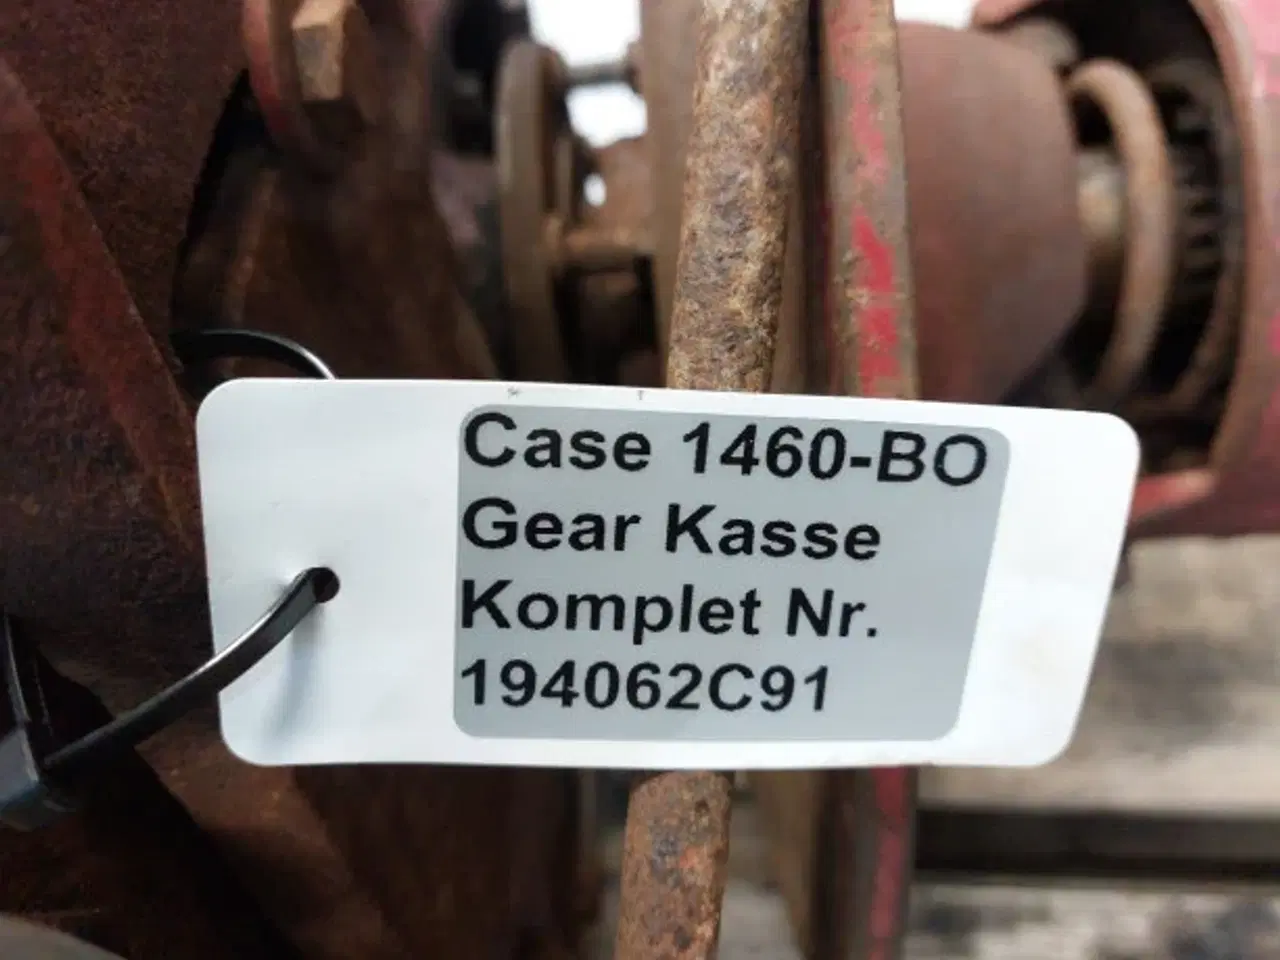 Case 1460-BO
Gear Kasse
Komplet Nr.
194062C91